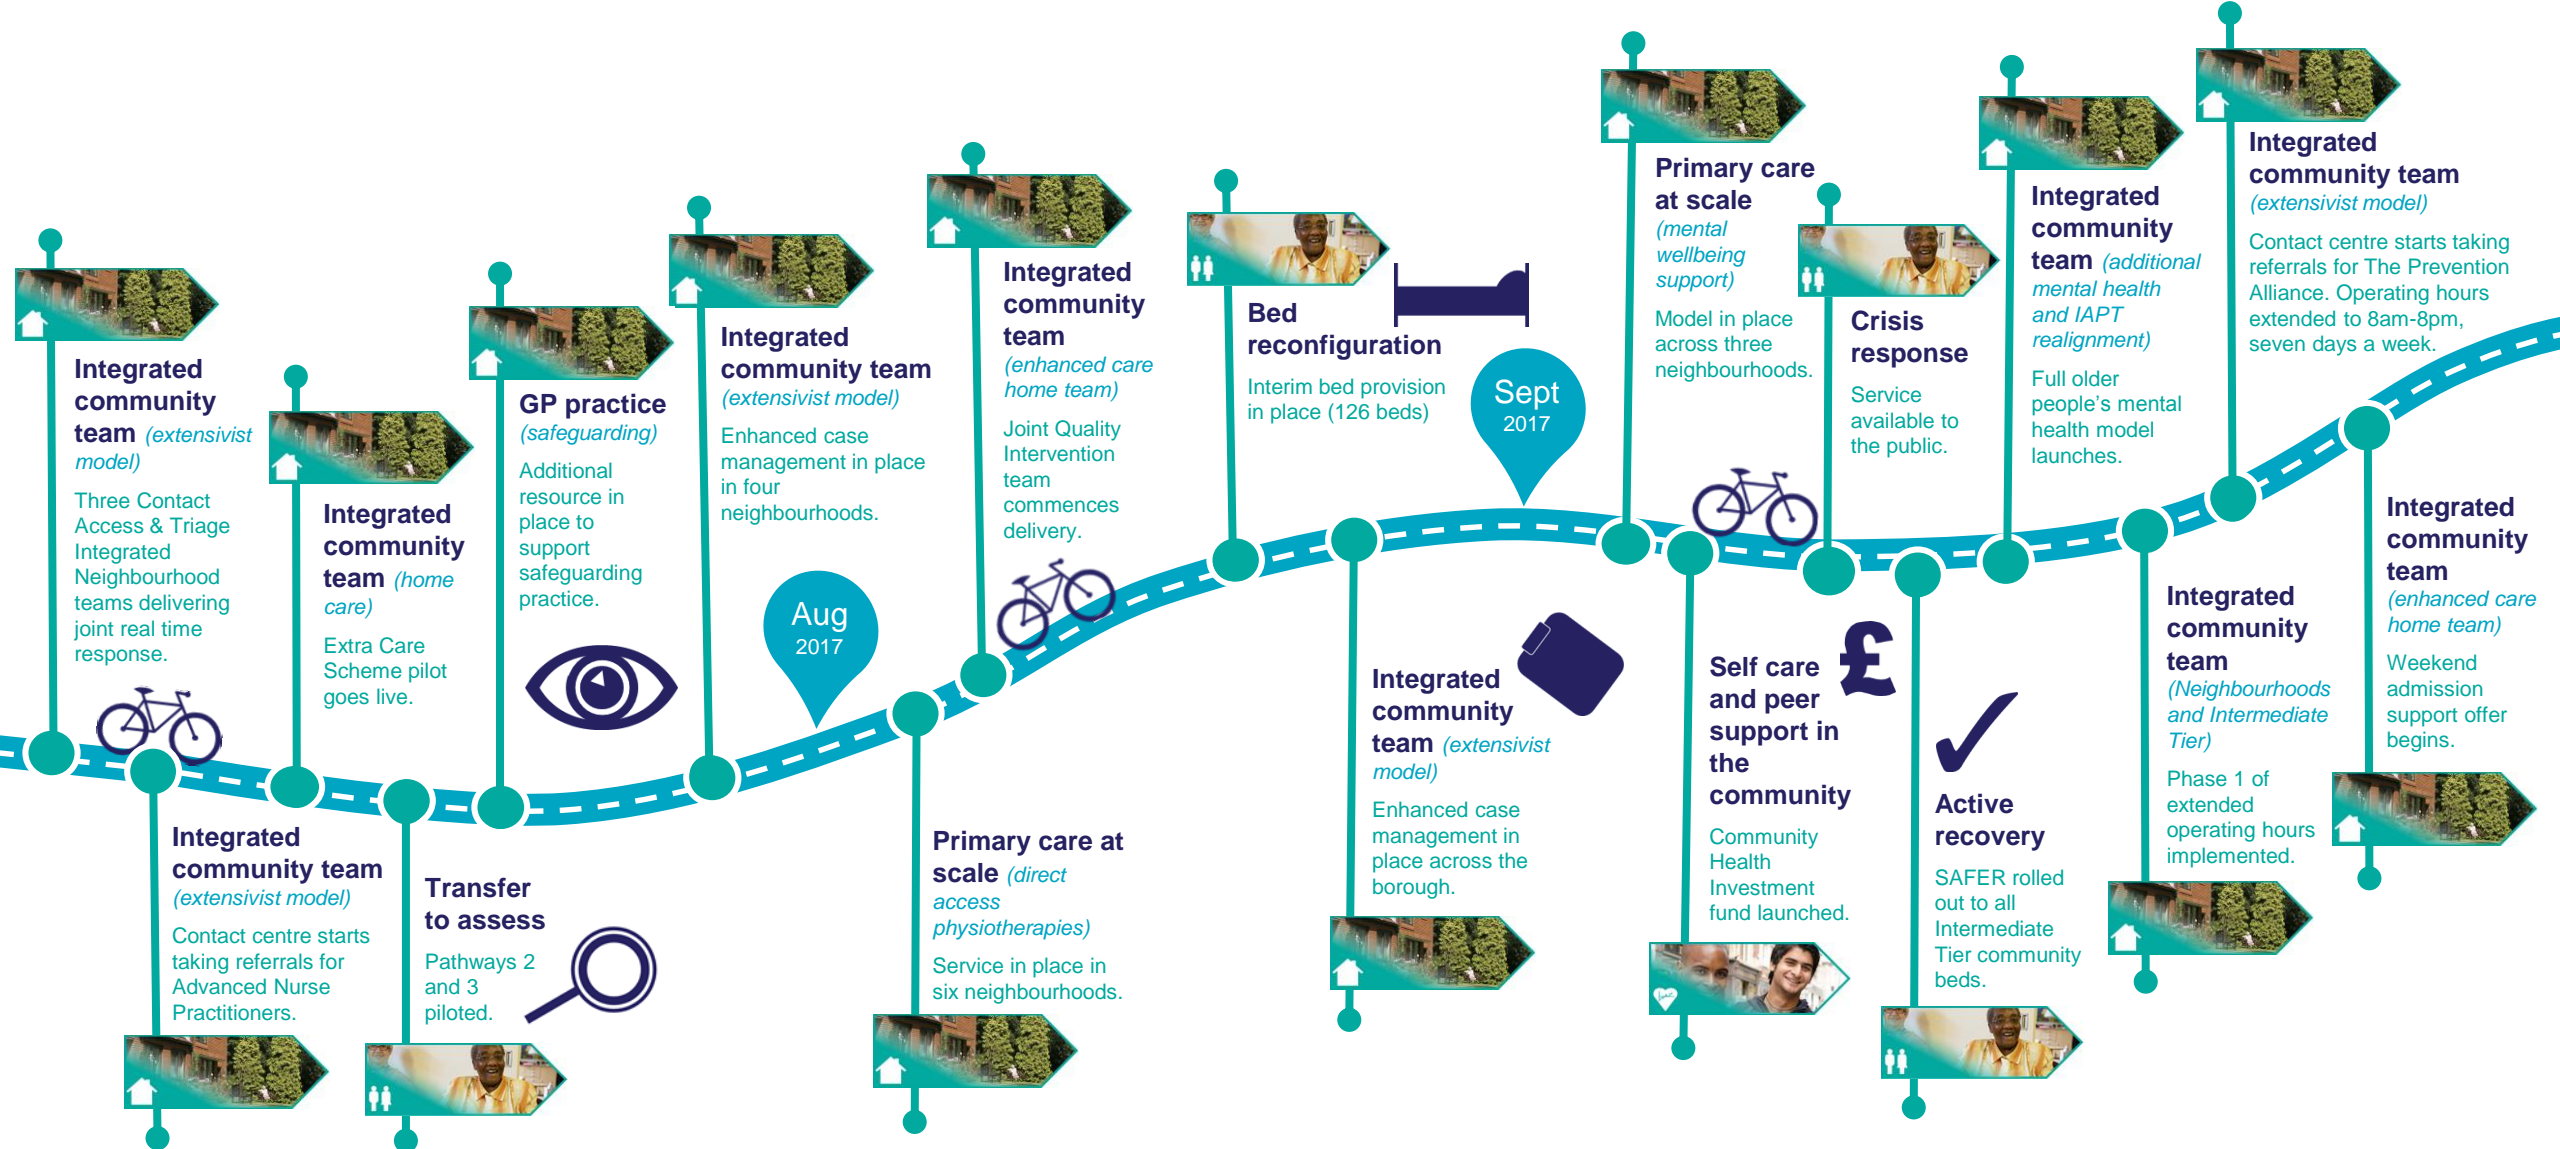 Integrated
community
team (extensivist
model)
Three Contact
Access & Triage
Integrated
Neighbourhood
teams delivering
joint real time
response.
Integrated
community team
(extensivist model)
Contact centre starts
taking referrals for
Advanced Nurse
Practitioners.
Integrated
community
team (home
care)
Extra Care
Scheme pilot
goes live.
Transfer
to assess
Pathways 2
and 3
piloted.
GP practice
(safeguarding)
Additional
resource in
place to
support
safeguarding
practice.
Integrated
community team
(extensivist model)
Enhanced case
management in place
in four
neighbourhoods.
Aug
2017
Primary care at
scale (direct
access
physiotherapies)
Service in place in
six neighbourhoods.
Integrated
community
team
(enhanced care
home team)
Joint Quality
Intervention
team
commences
delivery.
Bed
reconfiguration
Interim bed provision
in place (126 beds)
Integrated
community
team (extensivist
model)
Enhanced case
management in
place across the
borough.
Sept
2017
Primary care
at scale
(mental
wellbeing
support)
Model in place
across three
neighbourhoods.
Self care
and peer
support in
the
community
Community
Health
Investment
fund launched.
£
Crisis
response
Service
available to
the public.
Active
recovery
SAFER rolled
out to all
Intermediate
Tier community
beds.
Integrated
community
team (additional
mental health
and IAPT
realignment)
Full older
people's mental
health model
launches.
Integrated
community
team
(Neighbourhoods
and Intermediate
Tier)
Phase 1 of
extended
operating hours
implemented.
Integrated
community team
(extensivist model)
Contact centre starts taking
referrals for The Prevention
Alliance. Operating hours
extended to 8am-8pm,
seven days a week.
Integrated
community
team
(enhanced care
home team)
Weekend
admission
support offer
begins.